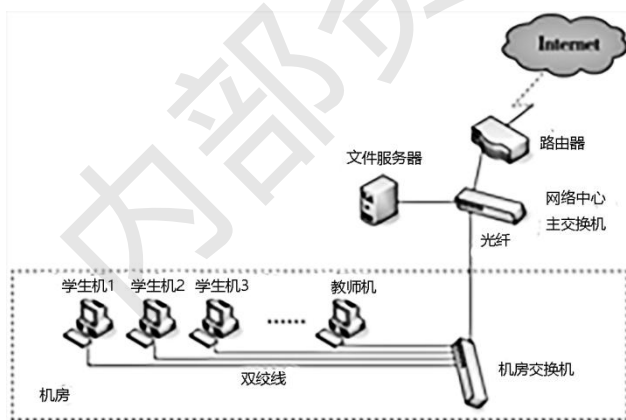 Internet
路由器
文件服务器
网络中心
主交换机
光纤
学生机1 学生机2 学生机3 教师机
······
机房交换机
双绞线
机房
内部